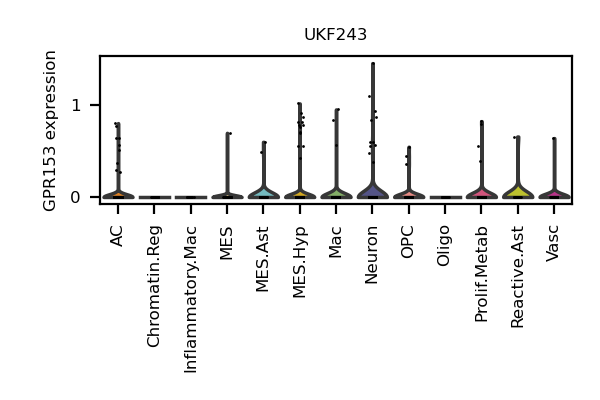 UKF243
GPR153 expression
1
0
AC
Chromatin.Reg
Inflammatory.Mac
MES
MES.Ast
MES.Hyp
Mac
Neuron
OPC
Oligo
Prolif.Metab
Reactive.Ast
Vasc